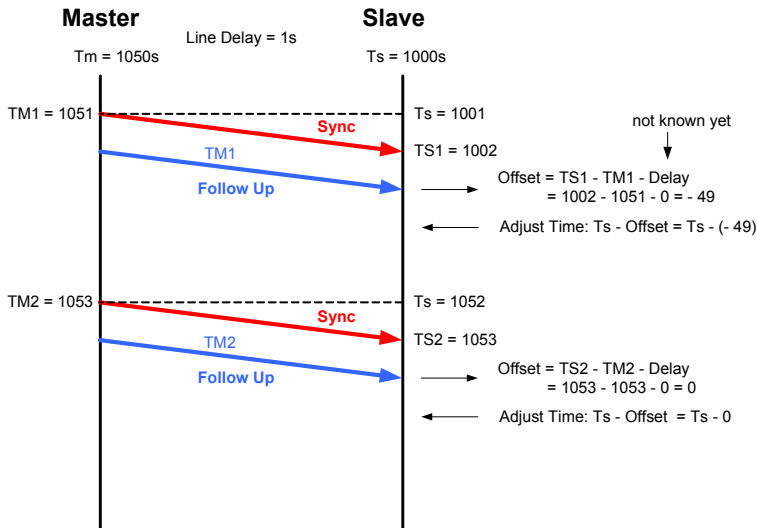 Master
Slave
Line Delay = 1s
Tm = 1050s
Ts = 1000s
TM1 = 1051
Ts = 1001
Sync
not known yet
TM1
TS1 = 1002
Follow Up
Offset = TS1 - TM1 - Delay
= 1002 - 1051 - 0 = - 49
Adjust Time: Ts - Offset = Ts - (- 49)
TM2 = 1053
Ts = 1052
Sync
TM2
TS2 = 1053
Follow Up
Offset = TS2 - TM2 - Delay
= 1053 - 1053 - 0 = 0
Adjust Time: Ts - Offset = Ts - 0